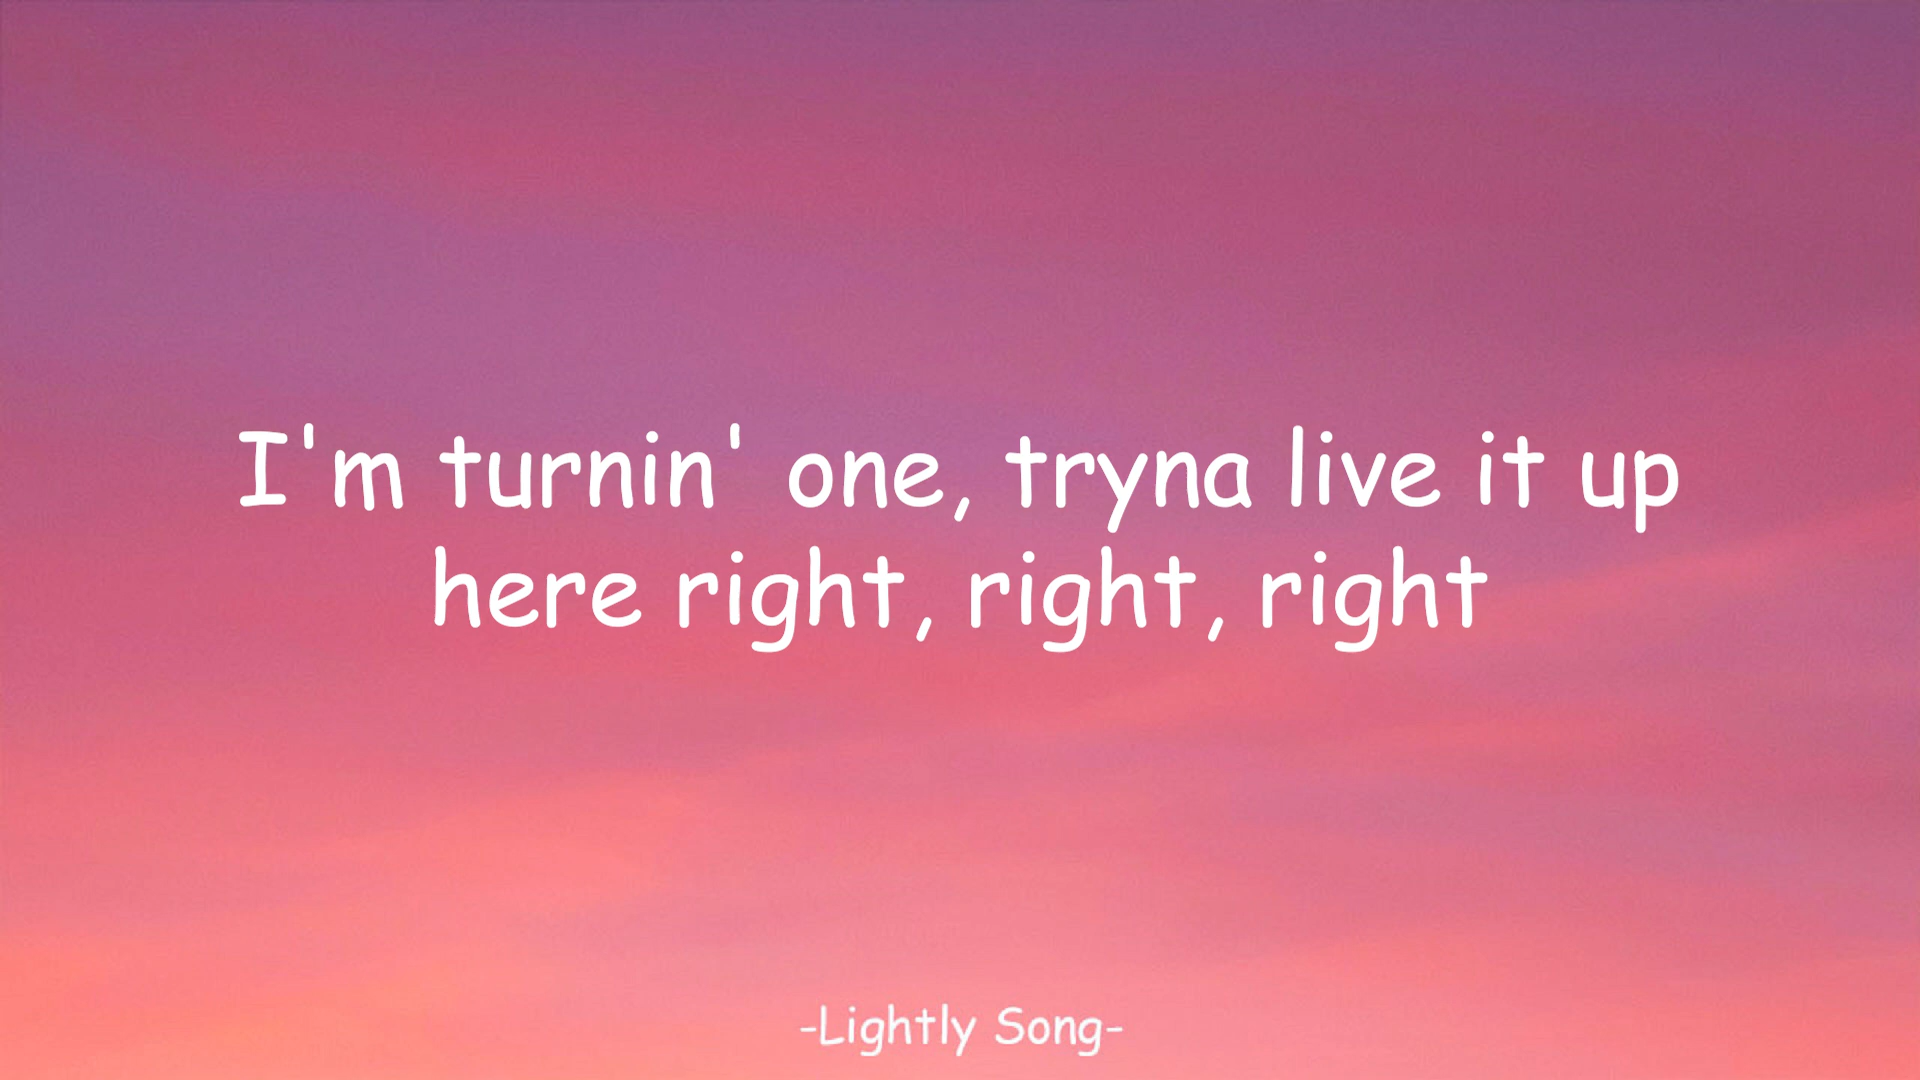 I'm turnin' one, tryna live it up
here right, right, right
-Lightly Song-